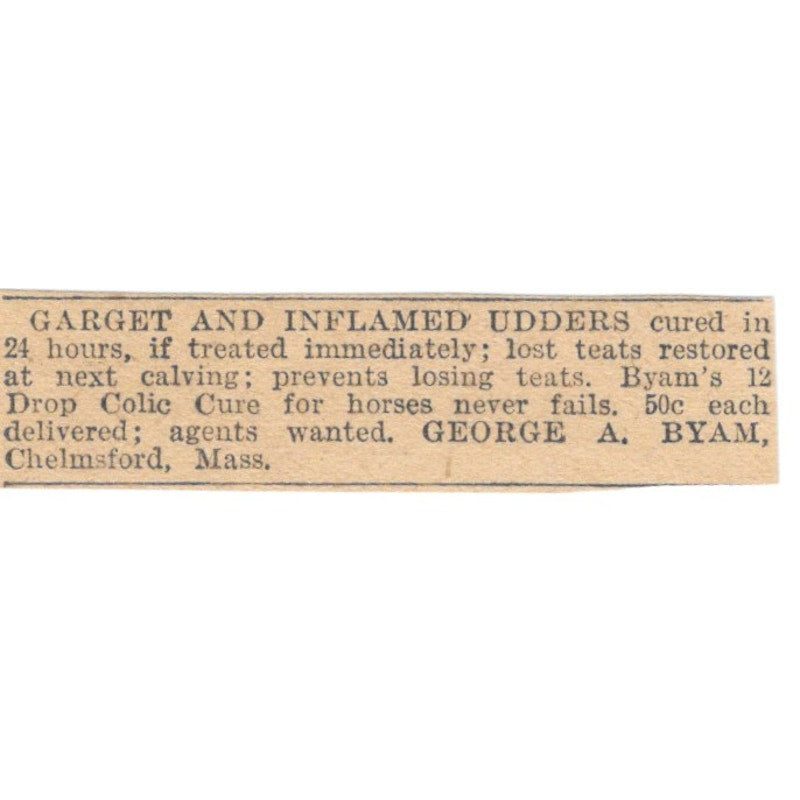 GARGET AND INFLAMED UDDERS cured in
24 hours, if treated immediately; lost teats restored
at next calving; prevents losing teats. Byam's 12
Drop Colic Cure for horses never fails. 50c each
delivered; agents wanted. GEORGE A. BYAM,
Chelmsford, Mass.